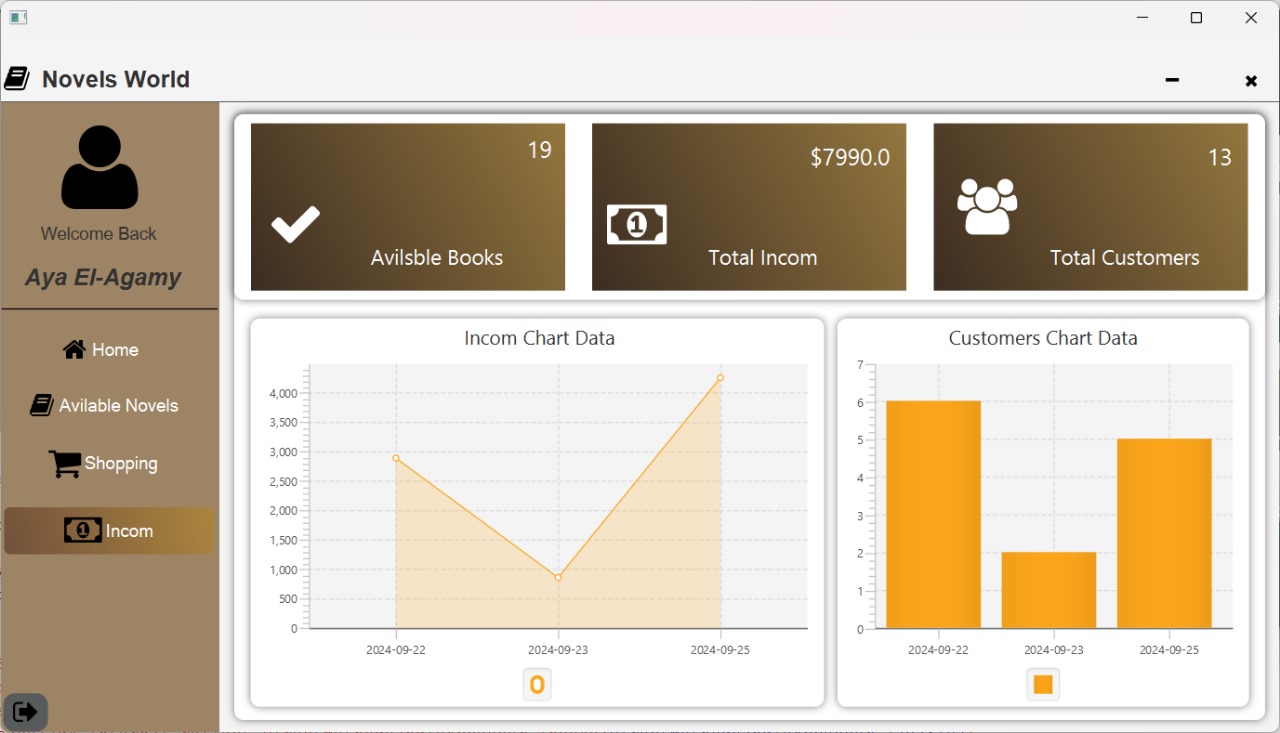 Novels World
Welcome Back
Aya El-Agamy
Home
Avilable Novels
Shopping
1
Incom
19
Avilsble Books
$7990.0
1
Total Incom
13
Total Customers
Incom Chart Data
4,000
3,500
3,000
2,500
2,000
1,500
1,000
500
0
2024-09-22 2024-09-23 2024-09-25
Customers Chart Data
7
6
5
4
3
2
1
0
2024-09-22 2024-09-23 2024-09-25